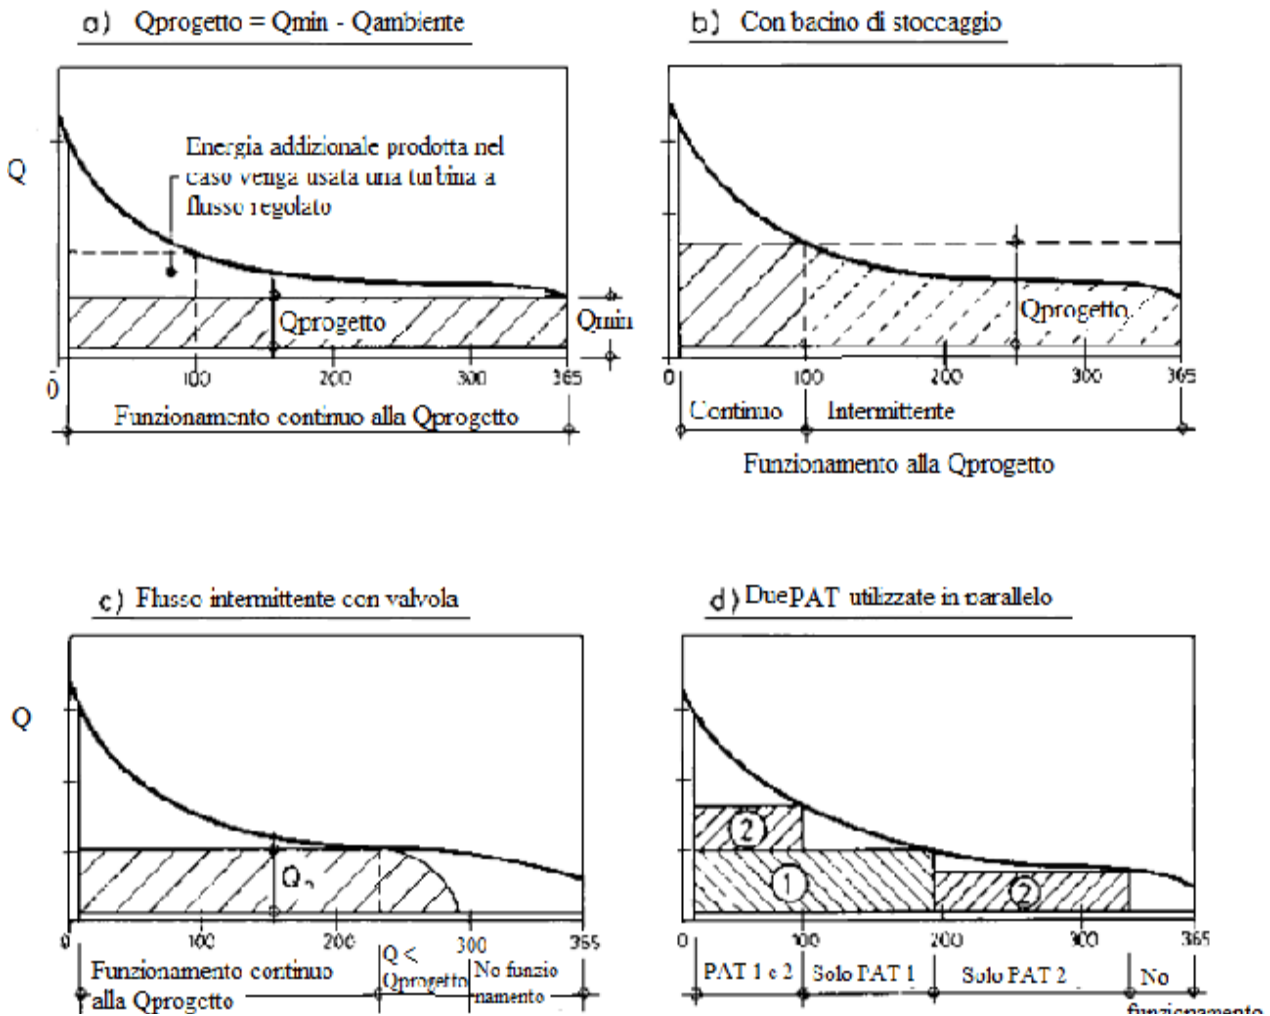 a) Qprogetto = Qmin - Qambiente
Energia addizionale prodotta nel
caso venga usata una turbina a
flusso regolato
Q
Qprogetto
Qmin
0 100 200 300 365
Funzionamento continuo alla Qprogetto
b) Con bacino di stoccaggio
Qprogetto
0 100 200 300 365
Continuo Intermittente
Funzionamento alla Qprogetto
c) Flusso intermittente con valvola
Q
0 100 200 300 365
Funzionamento continuo
alla Qprogetto
Q <
Qprogetto
No funzio
namento
d) Due PAT utilizzate in parallelo
2
1
2
0 100 200 300 365
PAT 1 e 2 Solo PAT 1 Solo PAT 2 No
funzionamento